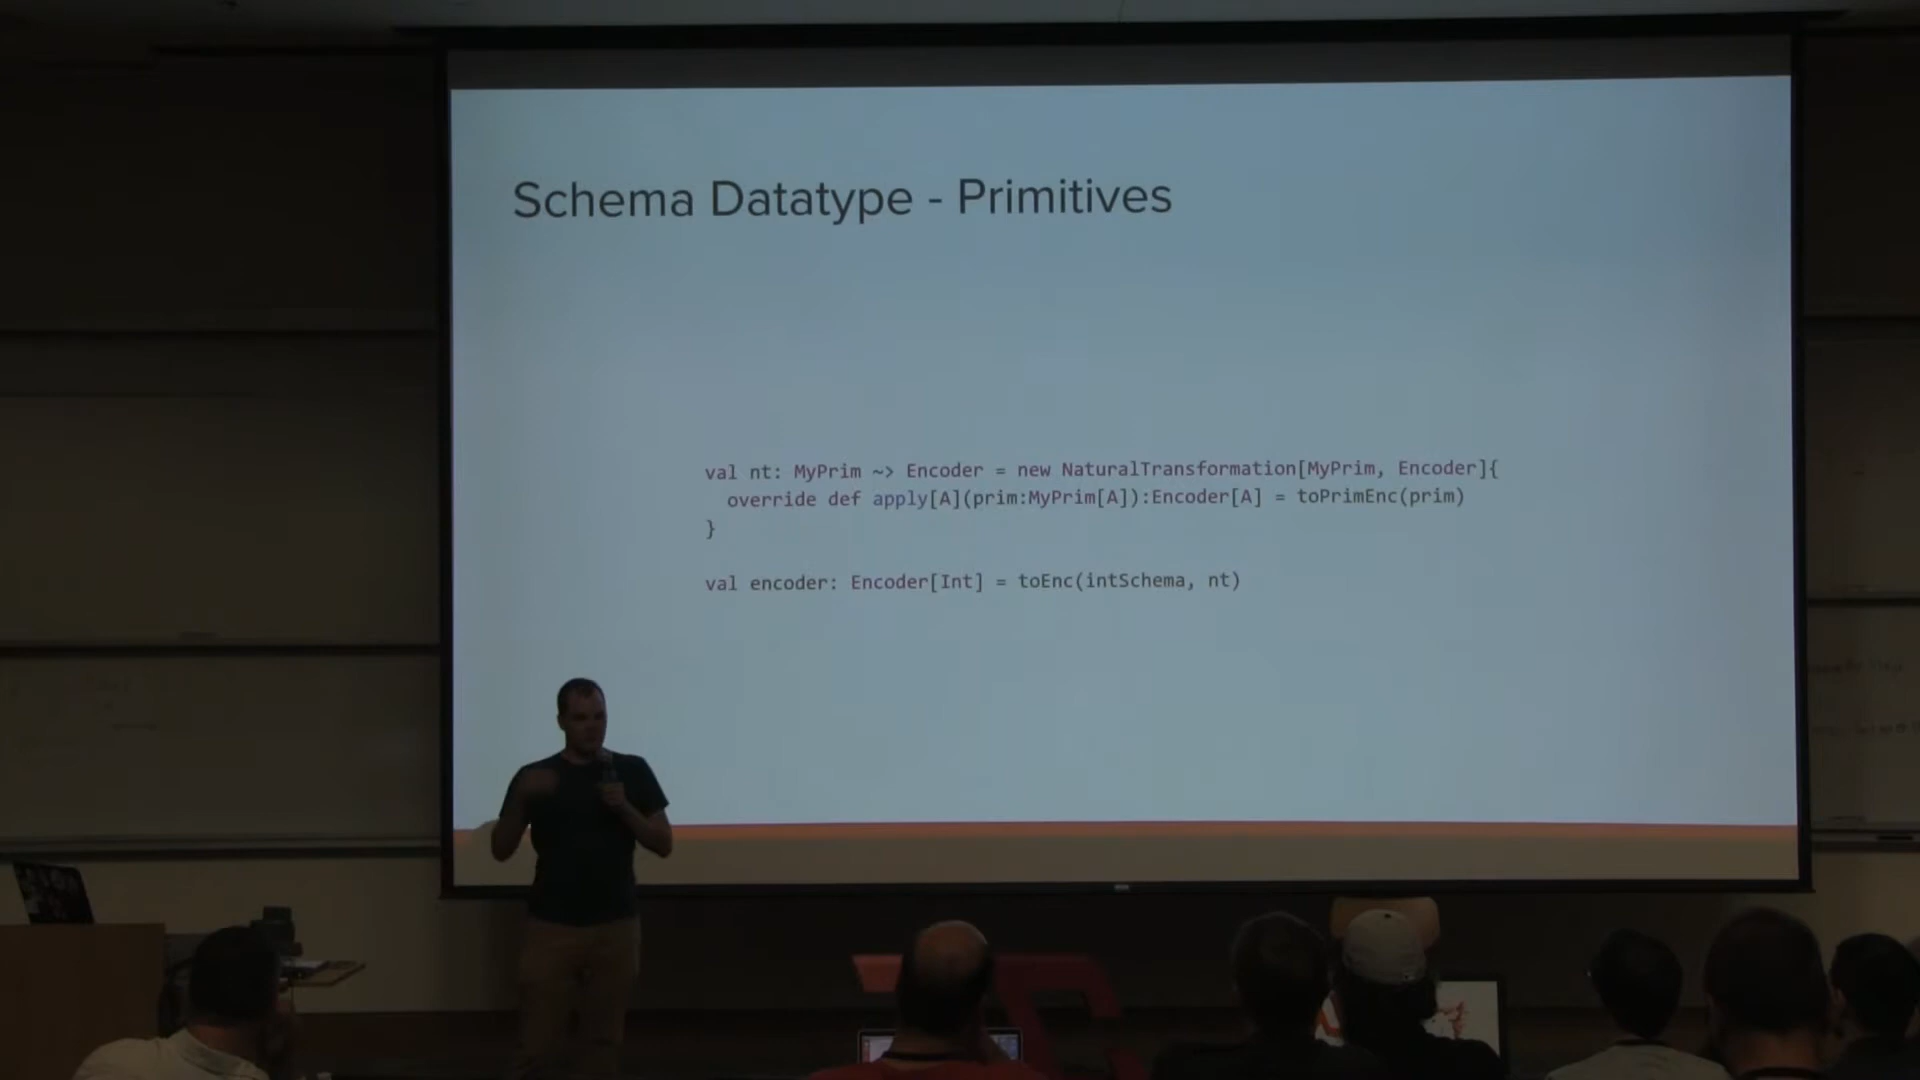 Schema Datatype - Primitives
val nt: MyPrim ~> Encoder = new NaturalTransformation[MyPrim, Encoder]{
override def apply[A](prim:MyPrim[A]):Encoder[A] = toPrimEnc(prim)
}
val encoder: Encoder[Int] = toEnc(intSchema, nt)